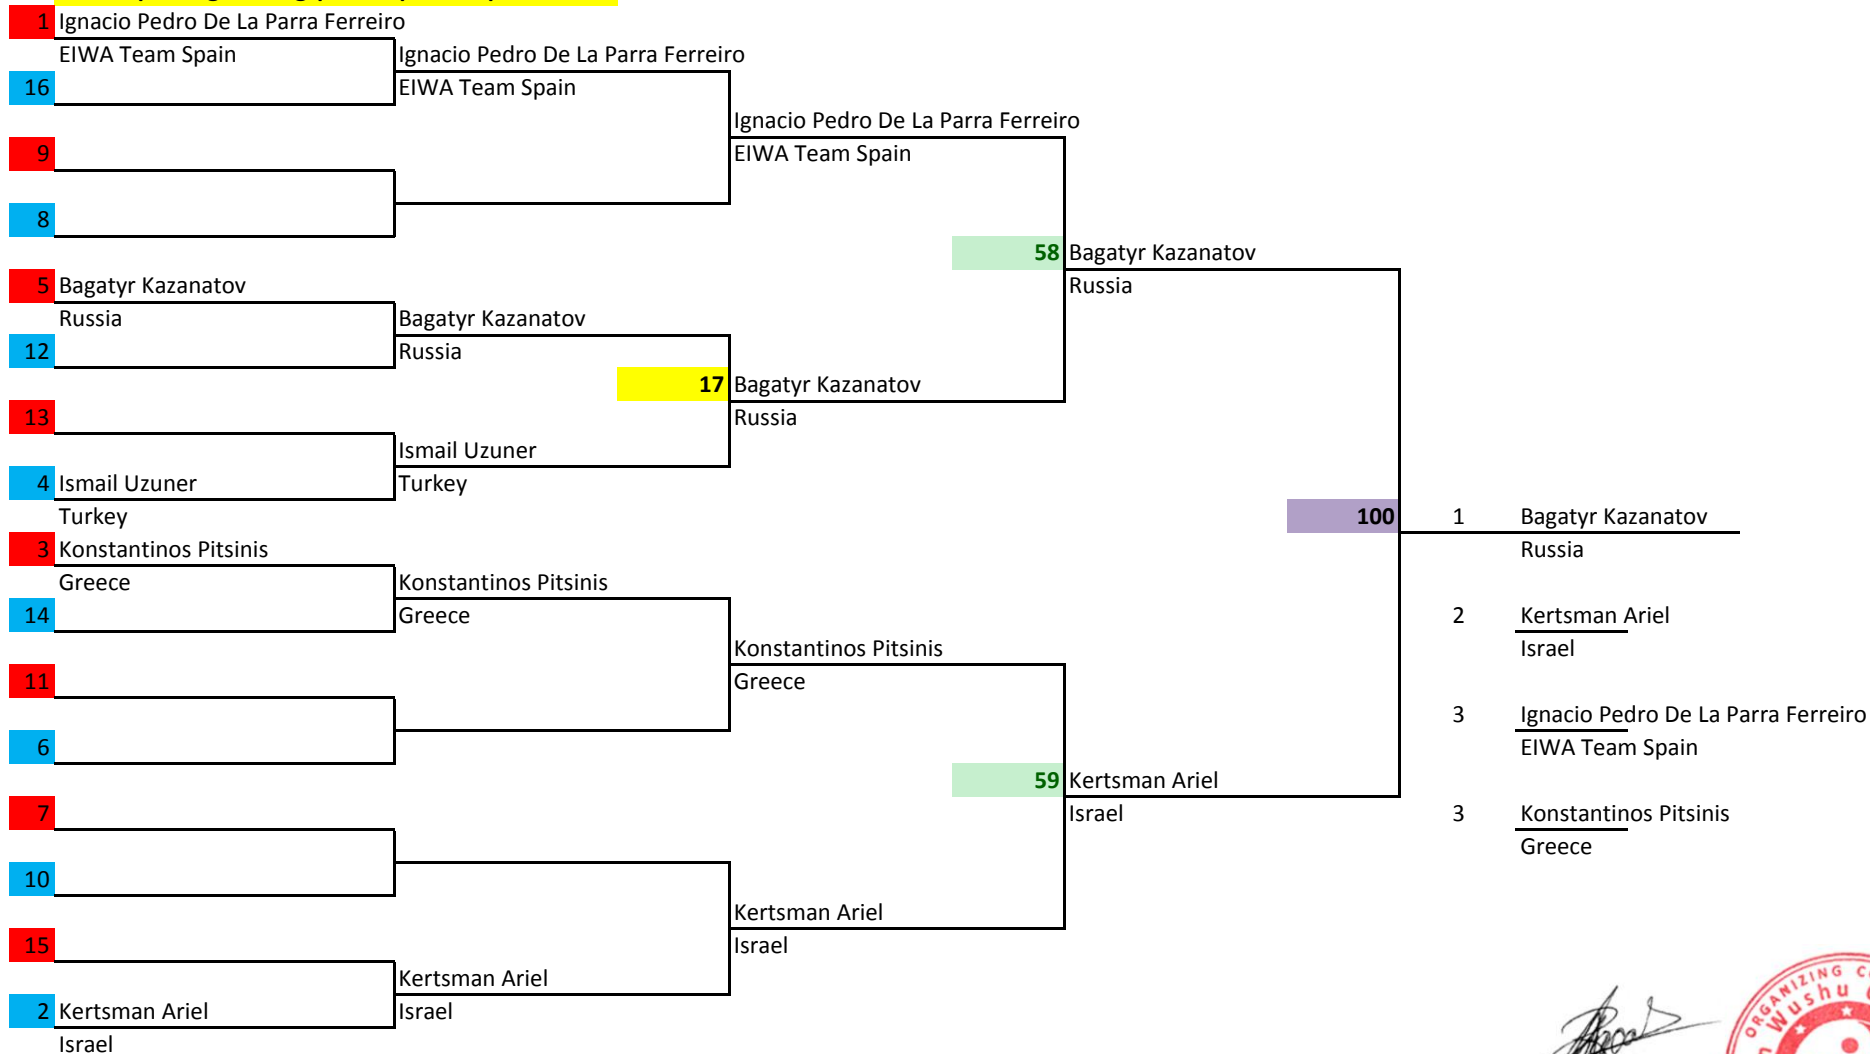 1 Ignacio Pedro De La Parra Ferreiro
EIWA Team Spain
Ignacio Pedro De La Parra Ferreiro
16
EIWA Team Spain
Ignacio Pedro De La Parra Ferreiro
9
EIWA Team Spain
8
58 Bagatyr Kazanatov
5 Bagatyr Kazanatov
Russia
Russia
Bagatyr Kazanatov
12
Russia
17 Bagatyr Kazanatov
13
Russia
Ismail Uzuner
4 Ismail Uzuner
Turkey
Turkey
100 1 Bagatyr Kazanatov
3 Konstantinos Pitsinis
Russia
Greece
Konstantinos Pitsinis
14
Greece
2 Kertsman Ariel
Konstantinos Pitsinis
Israel
11
Greece
3 Ignacio Pedro De La Parra Ferreiro
6
EIWA Team Spain
59 Kertsman Ariel
7
Israel
3 Konstantinos Pitsinis
Greece
10
Kertsman Ariel
15
Israel
Kertsman Ariel
2 Kertsman Ariel
Israel
Israel
ORGANIZING
Wushu